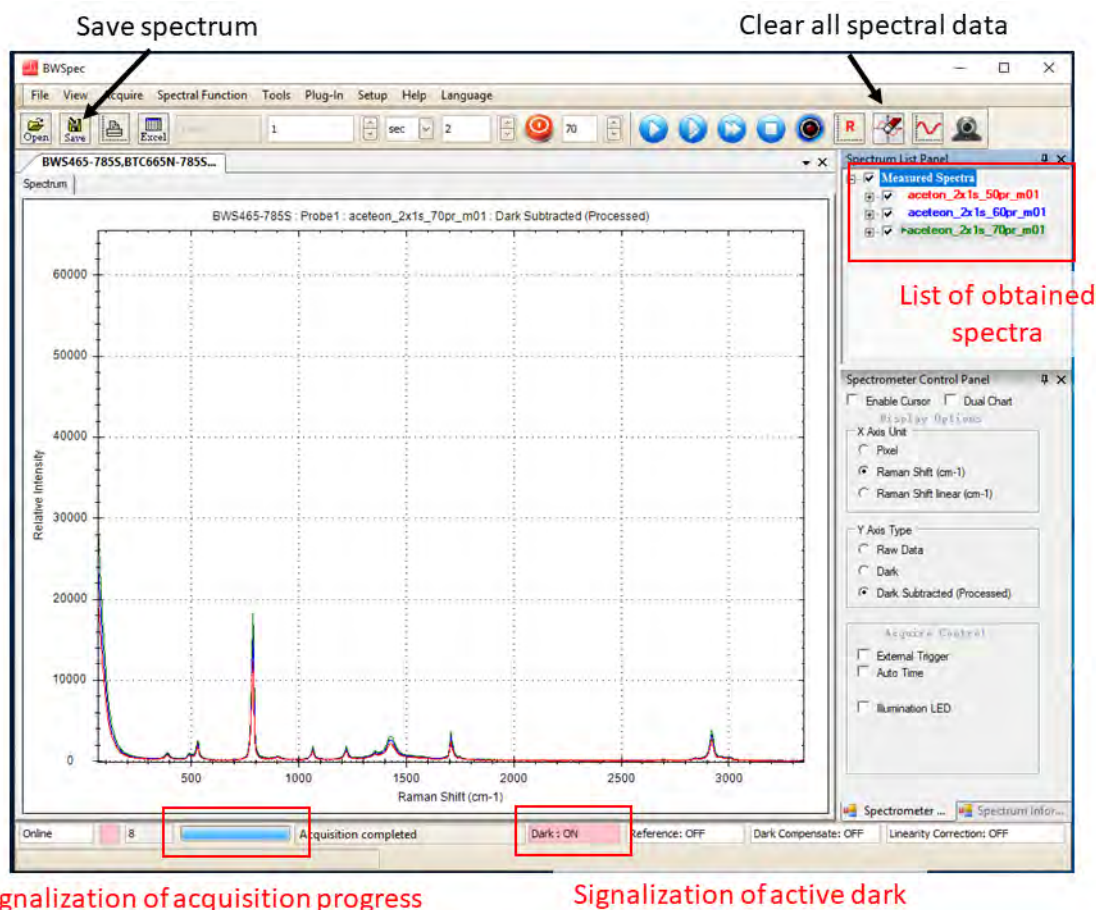 Save spectrum
Clear all spectral data
BWSpec
File View Acquire Spectral Function Tools Plug-In Setup Help Language
Open Save Excel 1 sec 2 70 R
BWS465-785S,BTC665N-785S...
Spectrum List Panel
Spectrum
Measured Spectra
aceton_2x1s_50pr_m01
aceteon_2x1s_60pr_m01
aceteon_2x1s_70pr_m01
BWS465-785S : Probe1 : aceteon_2x1s_70pr_m01 : Dark Subtracted (Processed)
List of obtained
spectra
60000
50000
40000
30000
20000
10000
0
Relative Intensity
500 1000 1500 2000 2500 3000
Raman Shift (cm-1)
Spectrometer Control Panel
Enable Cursor Dual Chart
Display Options
X Axis Unit
Pixel
Raman Shift (cm-1)
Raman Shift linear (cm-1)
Y Axis Type
Raw Data
Dark
Dark Subtracted (Processed)
Acquire Control
External Trigger
Auto Time
Illumination LED
Spectrometer ... Spectrum Infor...
Online 8 Acquisition completed Dark : ON Reference: OFF Dark Compensate: OFF Linearity Correction: OFF
gnalization of acquisition progress
Signalization of active dark